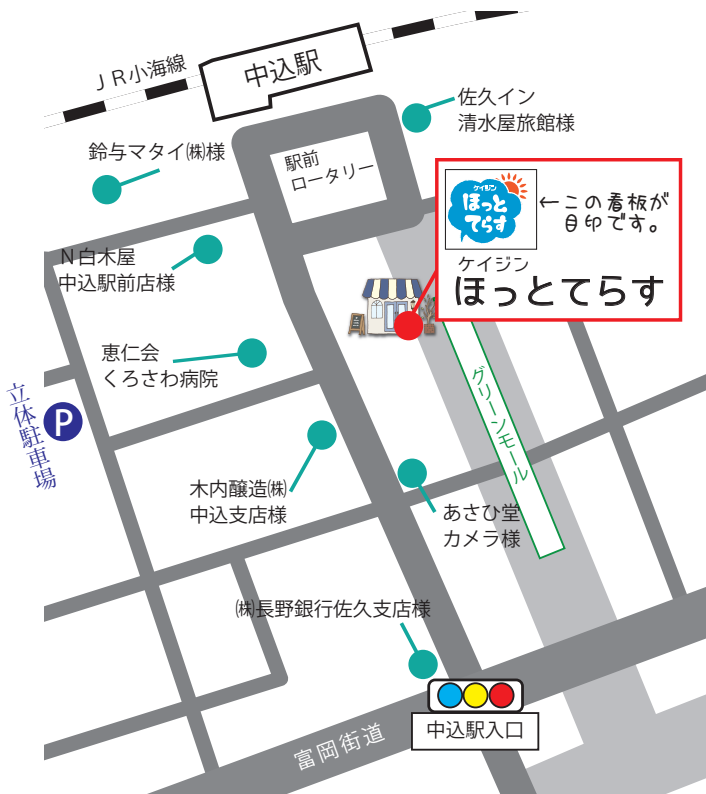 JR小海線
中込駅
佐久イン
清水屋旅館様
鈴与マタイ㈱様
駅前
ロータリー
ケイジン
ほっと
てらす
←この看板が
目印です。
ケイジン
ほっとてらす
N白木屋
中込駅前店様
恵仁会
くろさわ病院
立体駐車場
P
グリーンモール
木内醸造㈱
中込支店様
あさひ堂
カメラ様
㈱長野銀行佐久支店様
中込駅入口
富岡街道